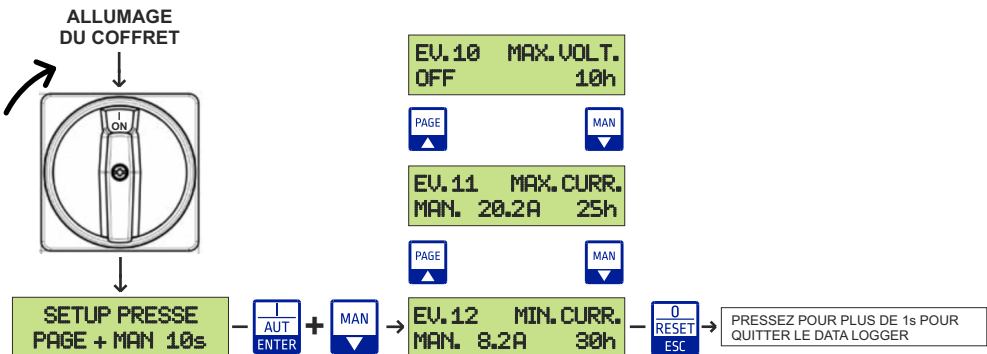 ALLUMAGE
DU COFFRET
I
ON
SETUP PRESSE
PAGE + MAN 10s
I
AUT
ENTER
+
MAN
EV.10 MAX.VOLT.
OFF 10h
PAGE
MAN
EV.11 MAX.CURR.
MAN. 20.2A 25h
PAGE
MAN
EV.12 MIN.CURR.
MAN. 8.2A 30h
0
RESET
ESC
PRESSEZ POUR PLUS DE 1s POUR
QUITTER LE DATA LOGGER